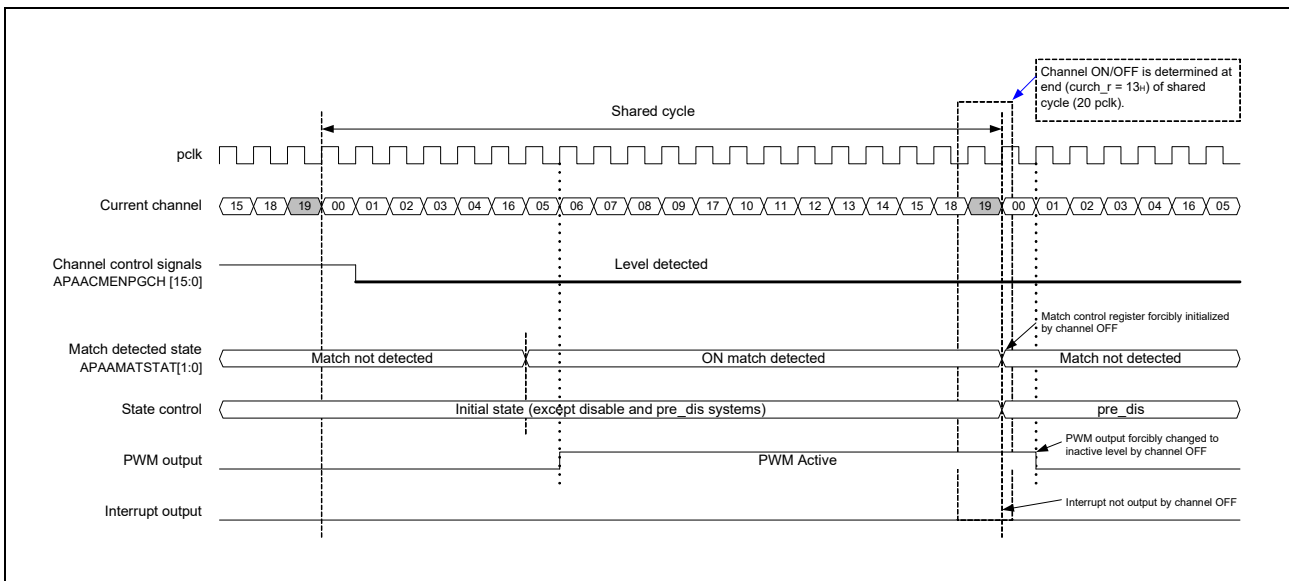 Channel ON/OFF is determined at
end (curch_r = 13H) of shared
cycle (20 pclk).
Shared cycle
pclk
Current channel 15 18 19 00 01 02 03 04 16 05 06 07 08 09 17 10 11 12 13 14 15 18 19 00 01 02 03 04 16 05
Channel control signals
APAACMENPGCH [15:0]
Level detected
Match control register forcibly initialized
by channel OFF
Match detected state
APAAMATSTAT[1:0]
Match not detected ON match detected Match not detected
State control Initial state (except disable and pre_dis systems) pre_dis
PWM output forcibly changed to
inactive level by channel OFF
PWM output PWM Active
Interrupt not output by channel OFF
Interrupt output